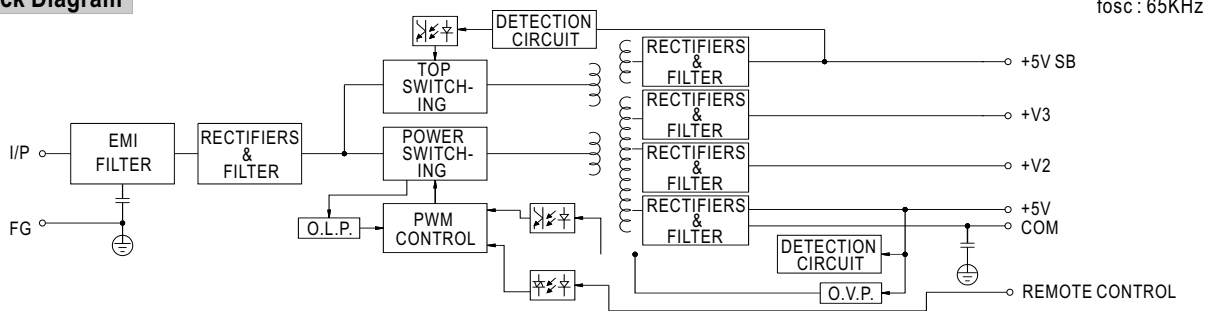 ck Diagram
fosc : 65KHz
DETECTION
CIRCUIT
TOP
SWITCH-
ING
RECTIFIERS
&
FILTER
+5V SB
RECTIFIERS
&
FILTER
+V3
I/P
EMI
FILTER
RECTIFIERS
&
FILTER
POWER
SWITCH-
ING
RECTIFIERS
&
FILTER
+V2
RECTIFIERS
&
FILTER
+5V
COM
FG
O.L.P.
PWM
CONTROL
DETECTION
CIRCUIT
O.V.P.
REMOTE CONTROL